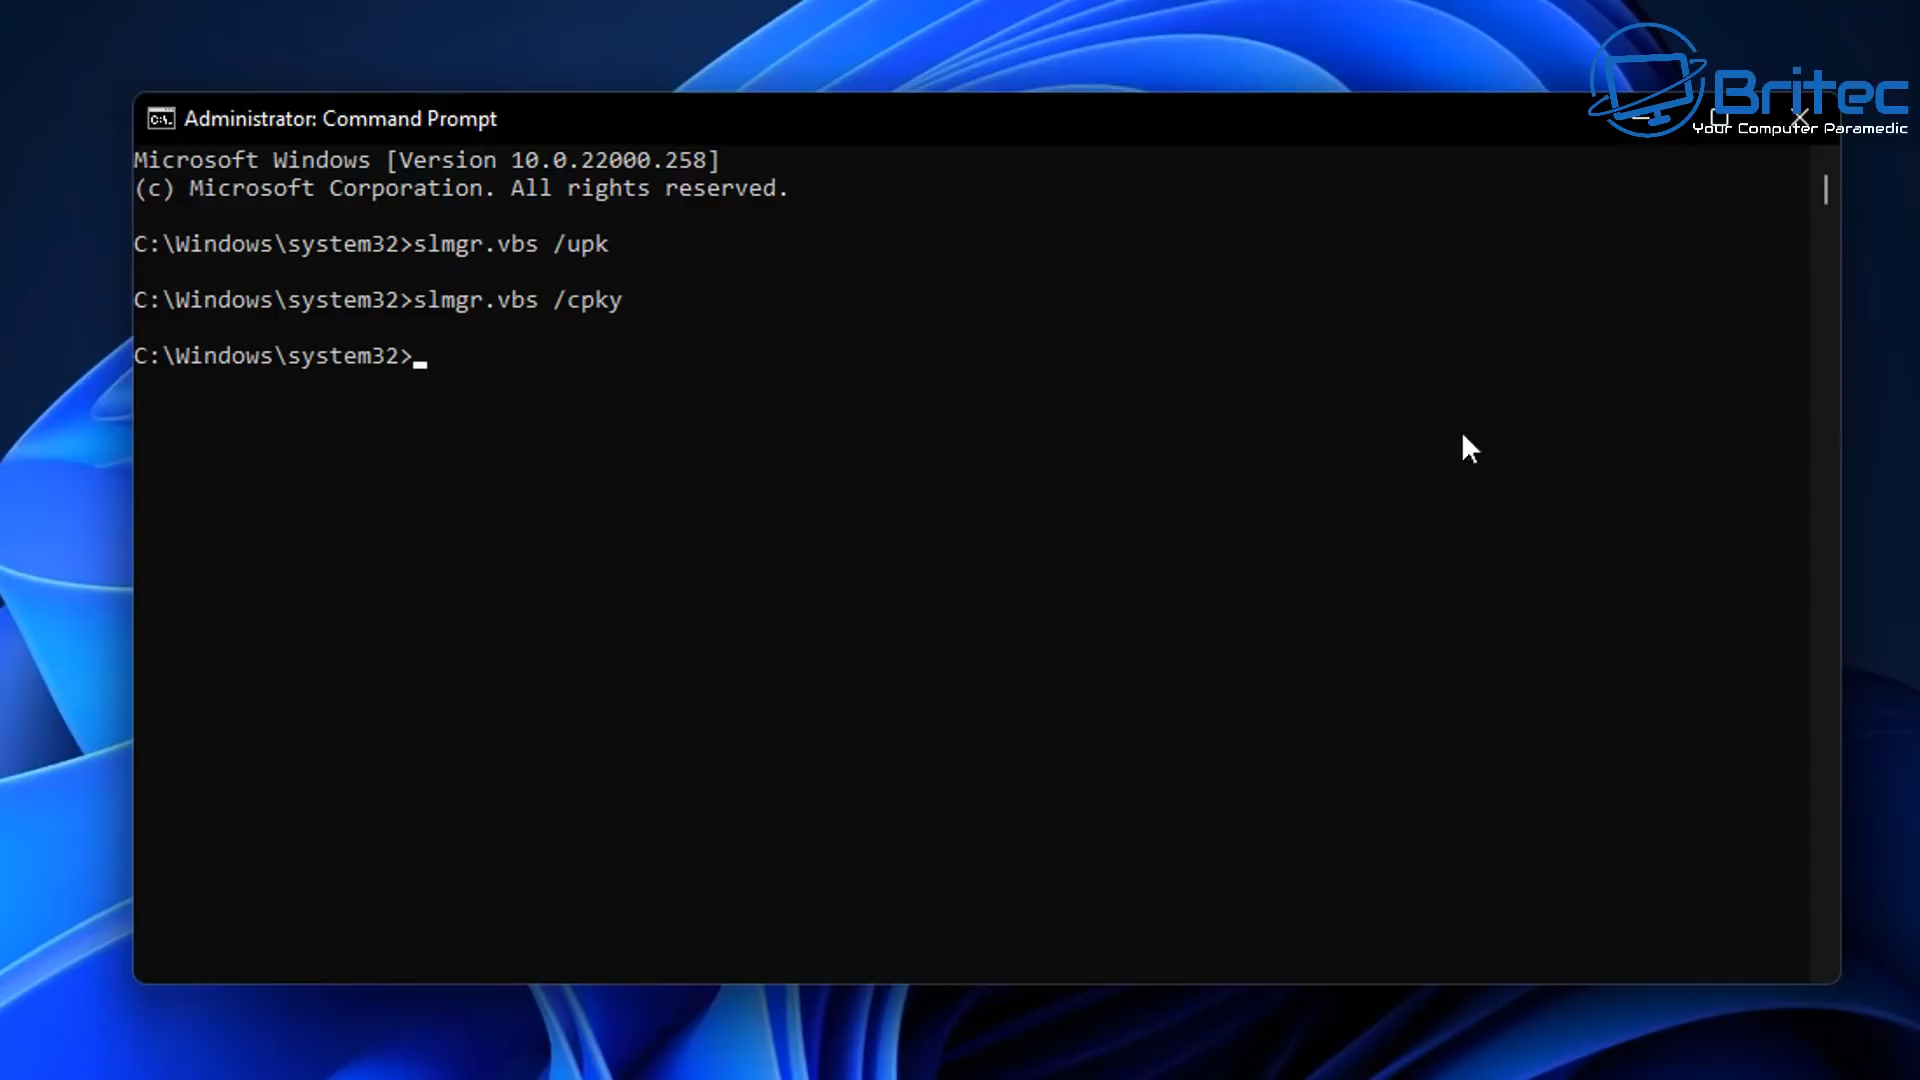 Britec
Your Computer Paramedic
Administrator: Command Prompt
Microsoft Windows [Version 10.0.22000.258]
(c) Microsoft Corporation. All rights reserved.
C:\Windows\system32>slmgr.vbs /upk
C:\Windows\system32>slmgr.vbs /cpky
C:\Windows\system32>